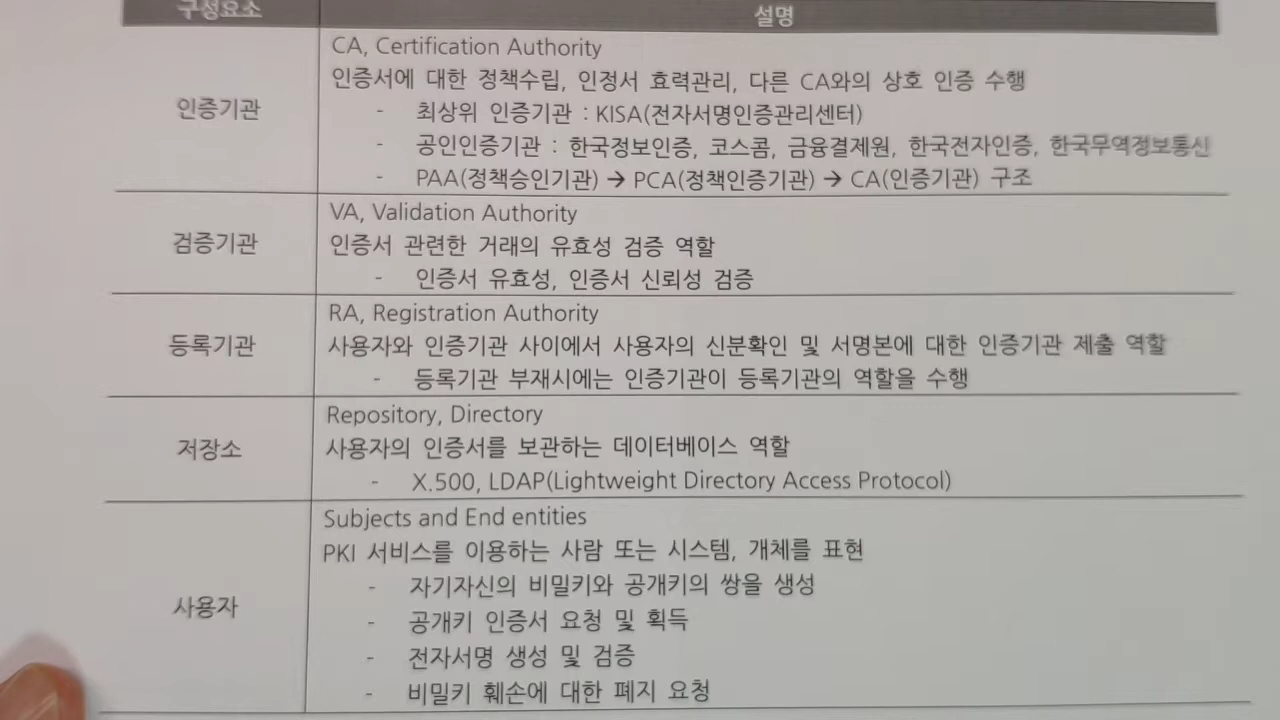 구성요소 설명
CA, Certification Authority
인증서에 대한 정책수립, 인정서 효력관리, 다른 CA와의 상호 인증 수행
인증기관
- 최상위 인증기관 : KISA(전자서명인증관리센터)
- 공인인증기관 : 한국정보인증, 코스콤, 금융결제원, 한국전자인증, 한국무역정보통신
- PAA(정책승인기관) → PCA(정책인증기관) → CA(인증기관) 구조
VA, Validation Authority
검증기관
인증서 관련한 거래의 유효성 검증 역할
- 인증서 유효성, 인증서 신뢰성 검증
RA, Registration Authority
등록기관
사용자와 인증기관 사이에서 사용자의 신분확인 및 서명본에 대한 인증기관 제출 역할
- 등록기관 부재시에는 인증기관이 등록기관의 역할을 수행
Repository, Directory
저장소
사용자의 인증서를 보관하는 데이터베이스 역할
- X.500, LDAP(Lightweight Directory Access Protocol)
Subjects and End entities
PKI 서비스를 이용하는 사람 또는 시스템, 개체를 표현
- 자기자신의 비밀키와 공개키의 쌍을 생성
사용자
- 공개키 인증서 요청 및 획득
- 전자서명 생성 및 검증
- 비밀키 훼손에 대한 폐지 요청